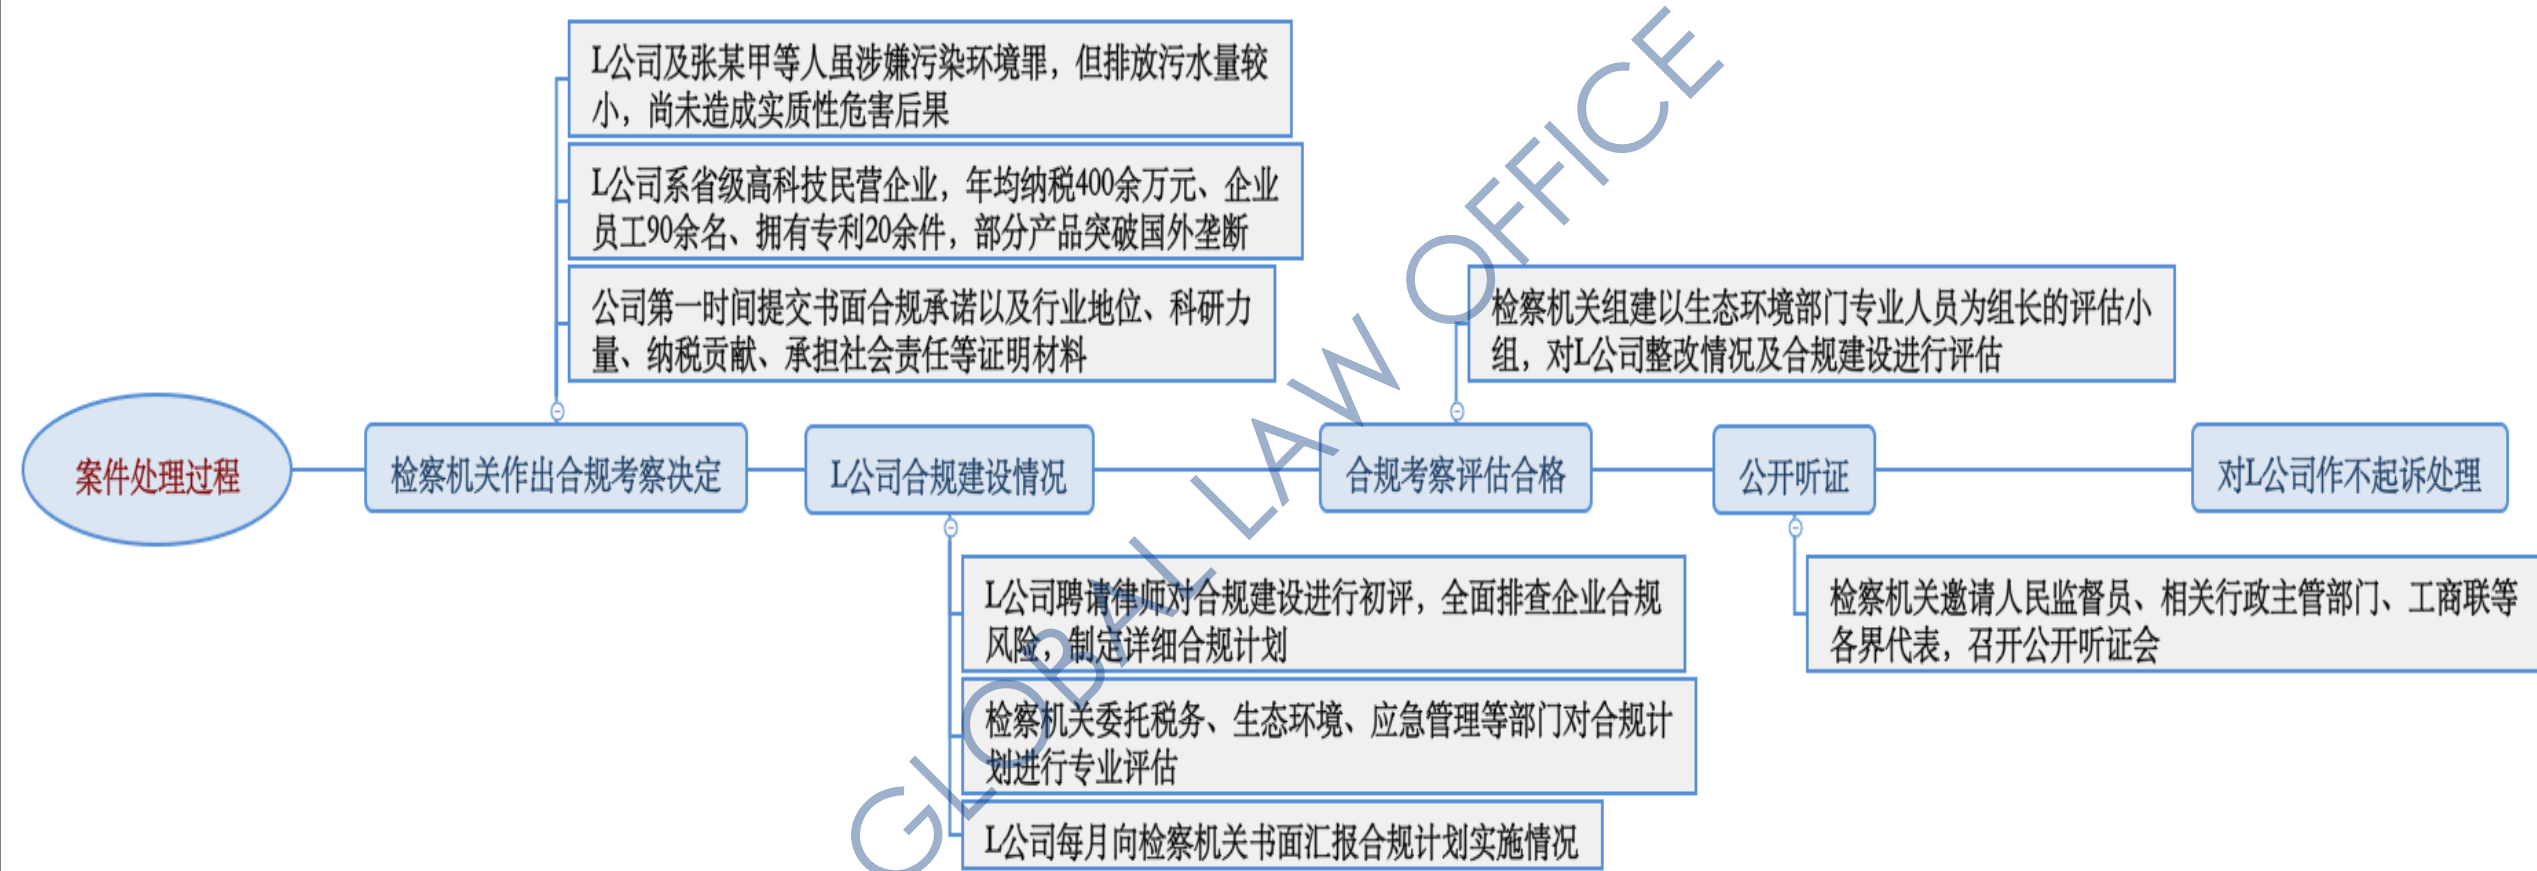 L公司及张某甲等人虽涉嫌污染环境罪，但排放污水量较
小，尚未造成实质性危害后果
L公司系省级高科技民营企业，年均纳税400余万元、企业
员工90余名、拥有专利20余件，部分产品突破国外垄断
公司第一时间提交书面合规承诺以及行业地位、科研力
量、纳税贡献、承担社会责任等证明材料
检察机关组建以生态环境部门专业人员为组长的评估小
组，对L公司整改情况及合规建设进行评估
案件处理过程
检察机关作出合规考察决定
L公司合规建设情况
合规考察评估合格
公开听证
对L公司作不起诉处理
L公司聘请律师对合规建设进行初评，全面排查企业合规
风险，制定详细合规计划
检察机关委托税务、生态环境、应急管理等部门对合规计
划进行专业评估
L公司每月向检察机关书面汇报合规计划实施情况
检察机关邀请人民监督员、相关行政主管部门、工商联等
各界代表，召开公开听证会
GLOBAL LAW OFFICE